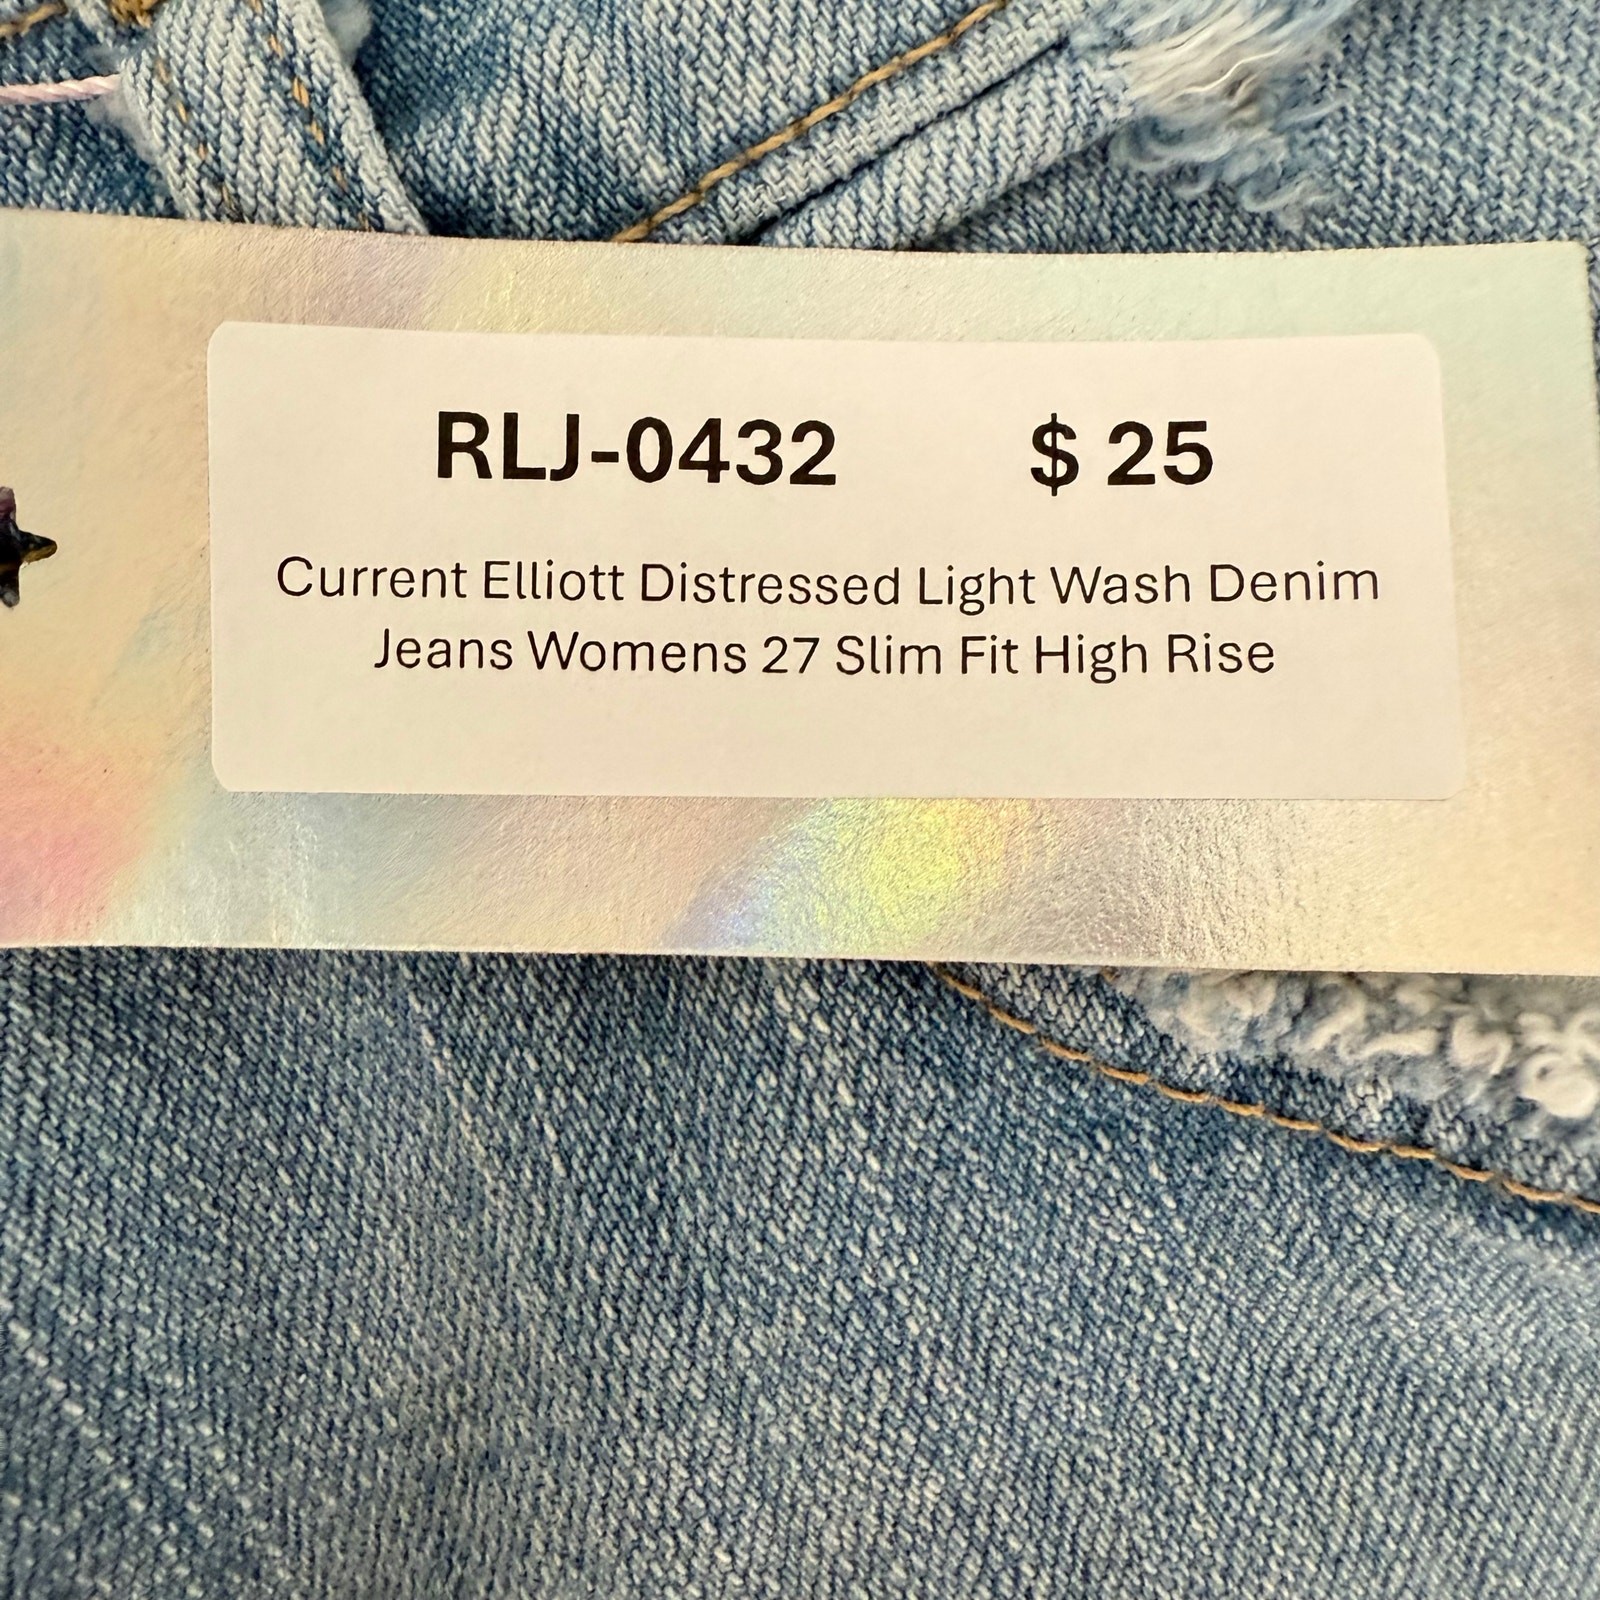 RLJ-0432 $ 25
Current Elliott Distressed Light Wash Denim
Jeans Womens 27 Slim Fit High Rise